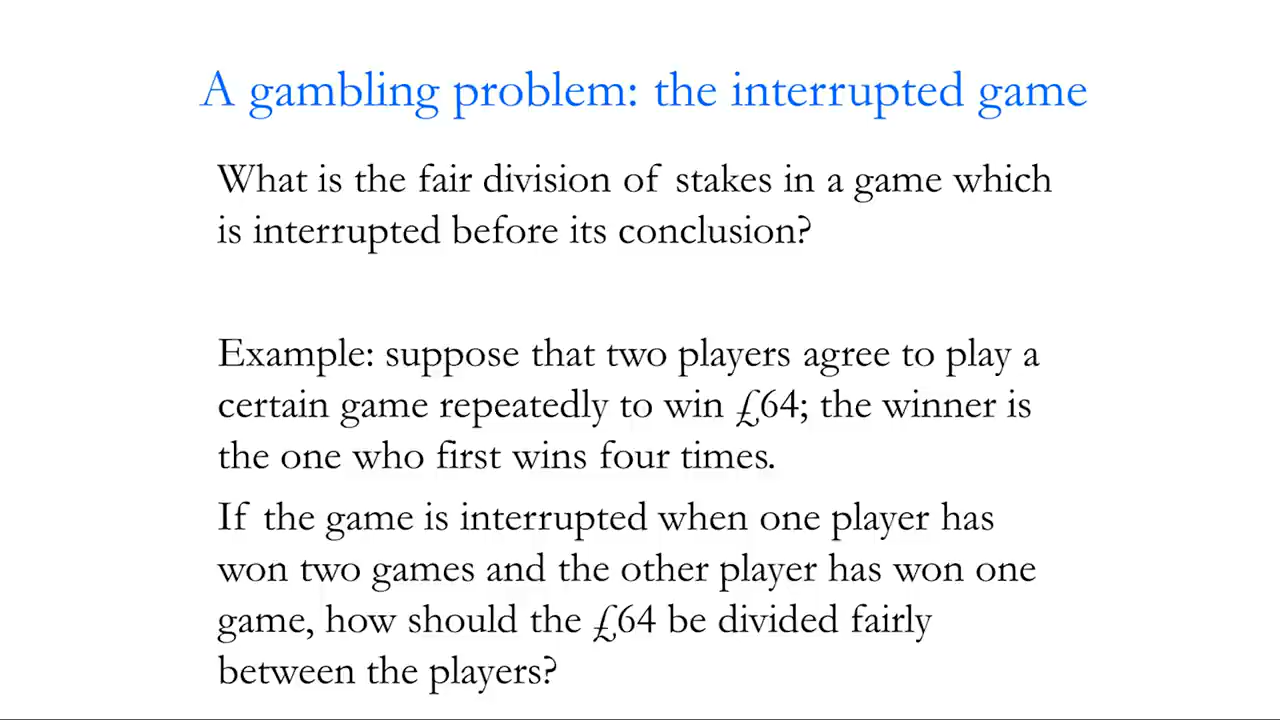 A gambling problem: the interrupted game
What is the fair division of stakes in a game which
is interrupted before its conclusion?
Example: suppose that two players agree to play a
certain game repeatedly to win £64; the winner is
the one who first wins four times.
If the game is interrupted when one player has
won two games and the other player has won one
game, how should the £64 be divided fairly
between the players?